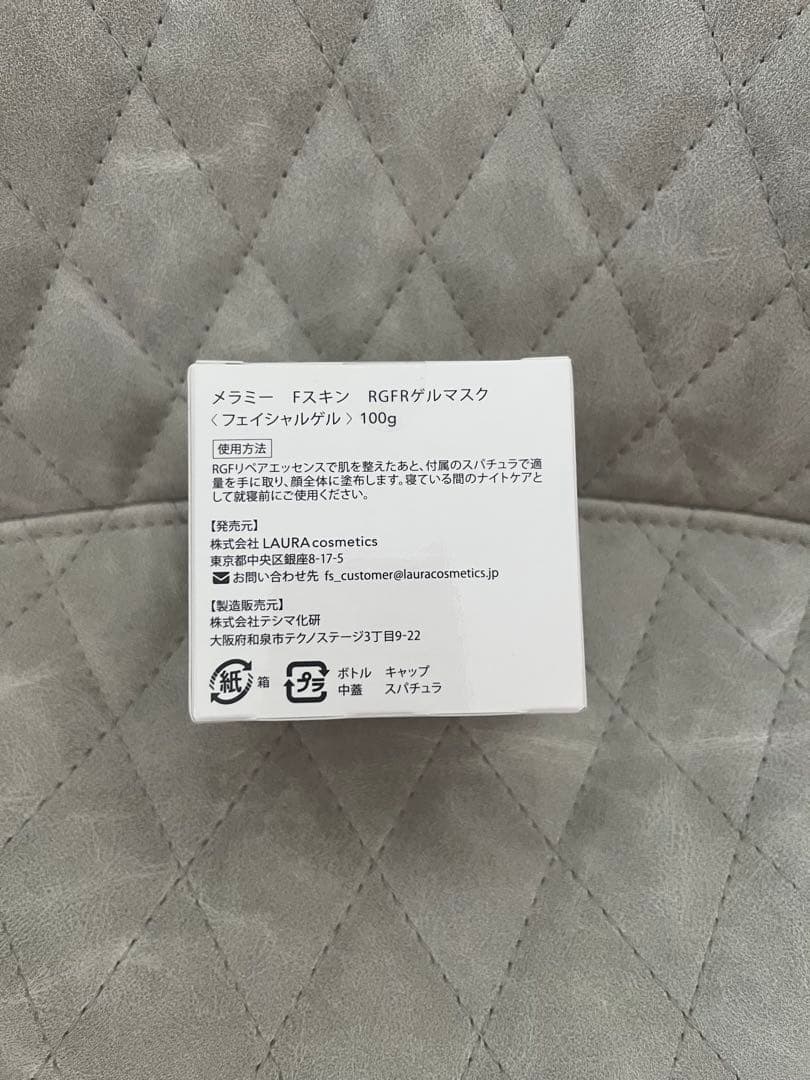 メラミー Fスキン RGFRゲルマスク
〈フェイシャルゲル〉100g
使用方法
RGFリペアエッセンスで肌を整えたあと、付属のスパチュラで適
量を手に取り、顔全体に塗布します。寝ている間のナイトケアと
して就寝前にご使用ください。
【発売元】
株式会社 LAURA cosmetics
東京都中央区銀座8-17-5
お問い合わせ先 fs_customer@lauracosmetics.jp
【製造販売元】
株式会社テシマ化研
大阪府和泉市テクノステージ3丁目9-22
紙 箱 プラ ボトル キャップ
中蓋 スパチュラ